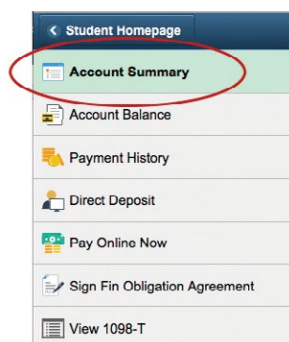 Student Homepage
Account Summary
Account Balance
Payment History
Direct Deposit
Pay Online Now
Sign Fin Obligation Agreement
View 1098-T